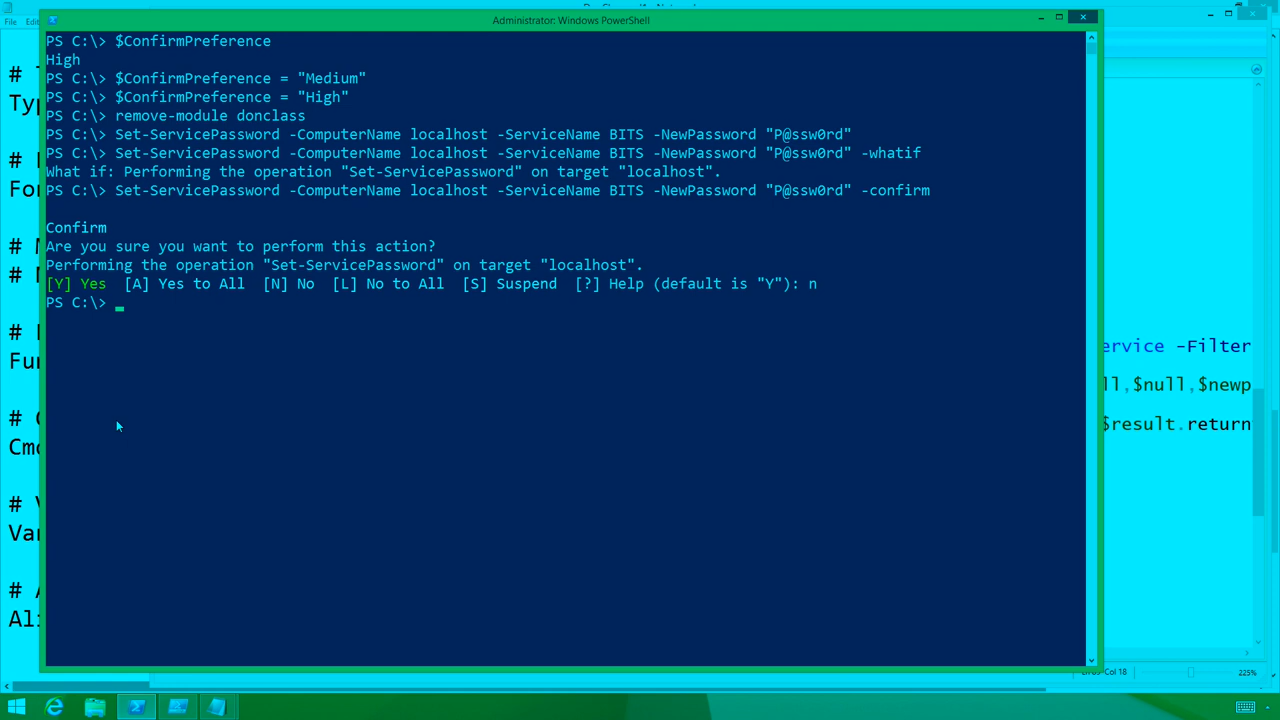 Administrator: Windows PowerShell
File
PS C:\> $ConfirmPreference
High
PS C:\> $ConfirmPreference = "Medium"
PS C:\> $ConfirmPreference = "High"
PS C:\> remove-module donclass
PS C:\> Set-ServicePassword -ComputerName localhost -ServiceName BITS -NewPassword "P@ssw0rd"
PS C:\> Set-ServicePassword -ComputerName localhost -ServiceName BITS -NewPassword "P@ssw0rd" -whatif
What if: Performing the operation "Set-ServicePassword" on target "localhost".
PS C:\> Set-ServicePassword -ComputerName localhost -ServiceName BITS -NewPassword "P@ssw0rd" -confirm
Confirm
Are you sure you want to perform this action?
Performing the operation "Set-ServicePassword" on target "localhost".
[Y] Yes [A] Yes to All [N] No [L] No to All [S] Suspend [?] Help (default is "Y"): n
PS C:\>
ervice -Filter
ll,$null,$newp
$result.return
Col 18
225%